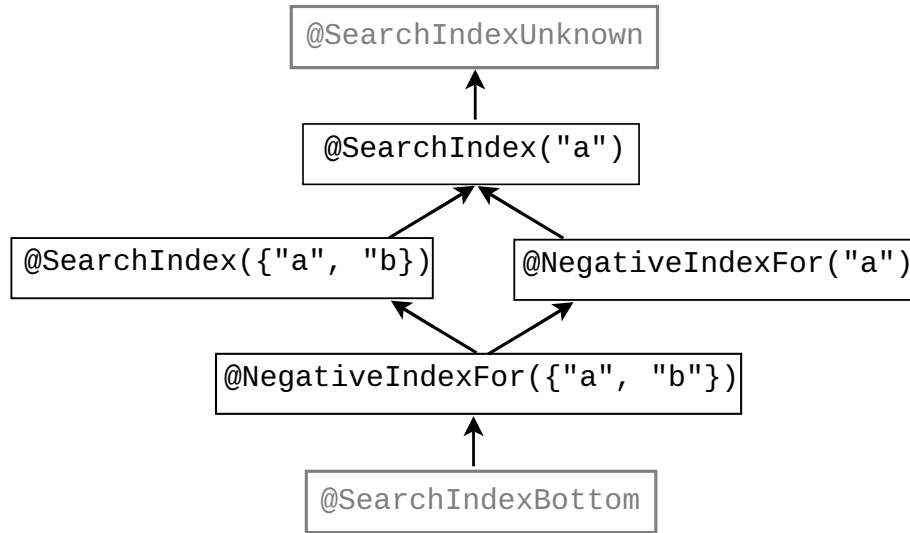 @SearchIndexUnknown
@SearchIndex("a")
@SearchIndex({"a", "b})
@NegativeIndexFor("a")
@NegativeIndexFor({"a", "b"})
@SearchIndexBottom